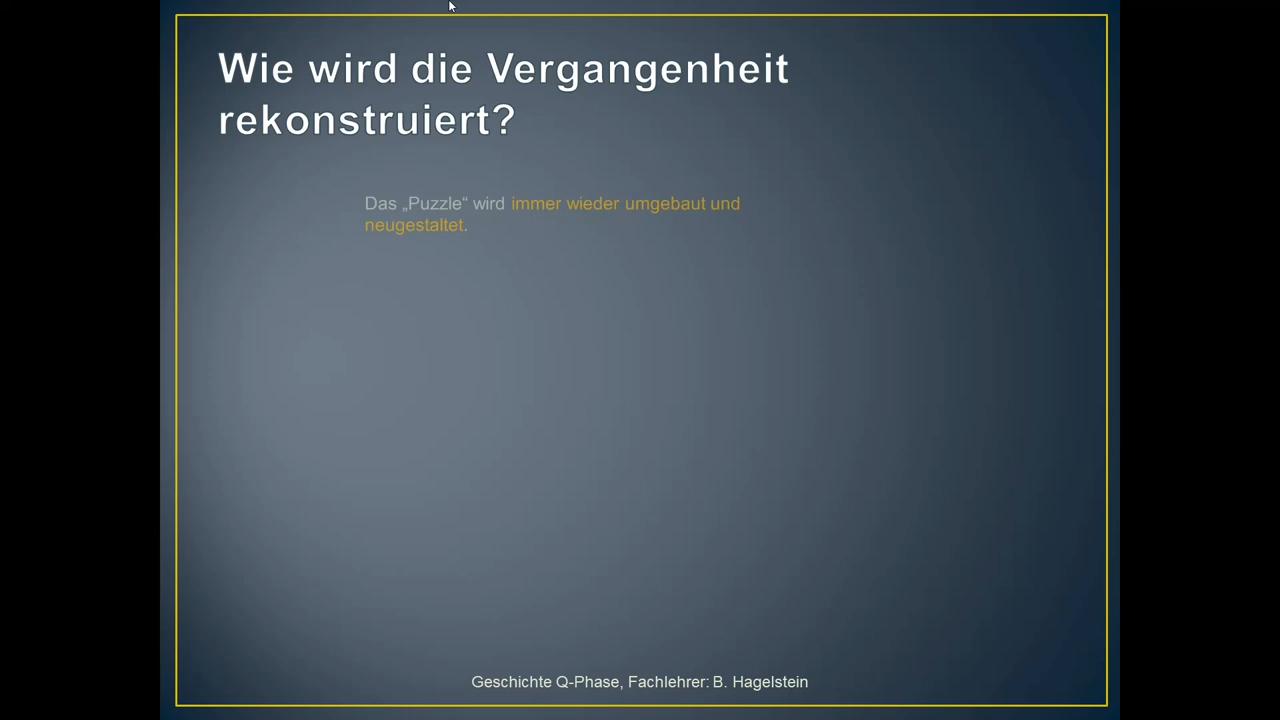 Wie wird die Vergangenheit
rekonstruiert?
Das „Puzzle“ wird immer wieder umgebaut und
neugestaltet.
Geschichte Q-Phase, Fachlehrer: B. Hagelstein